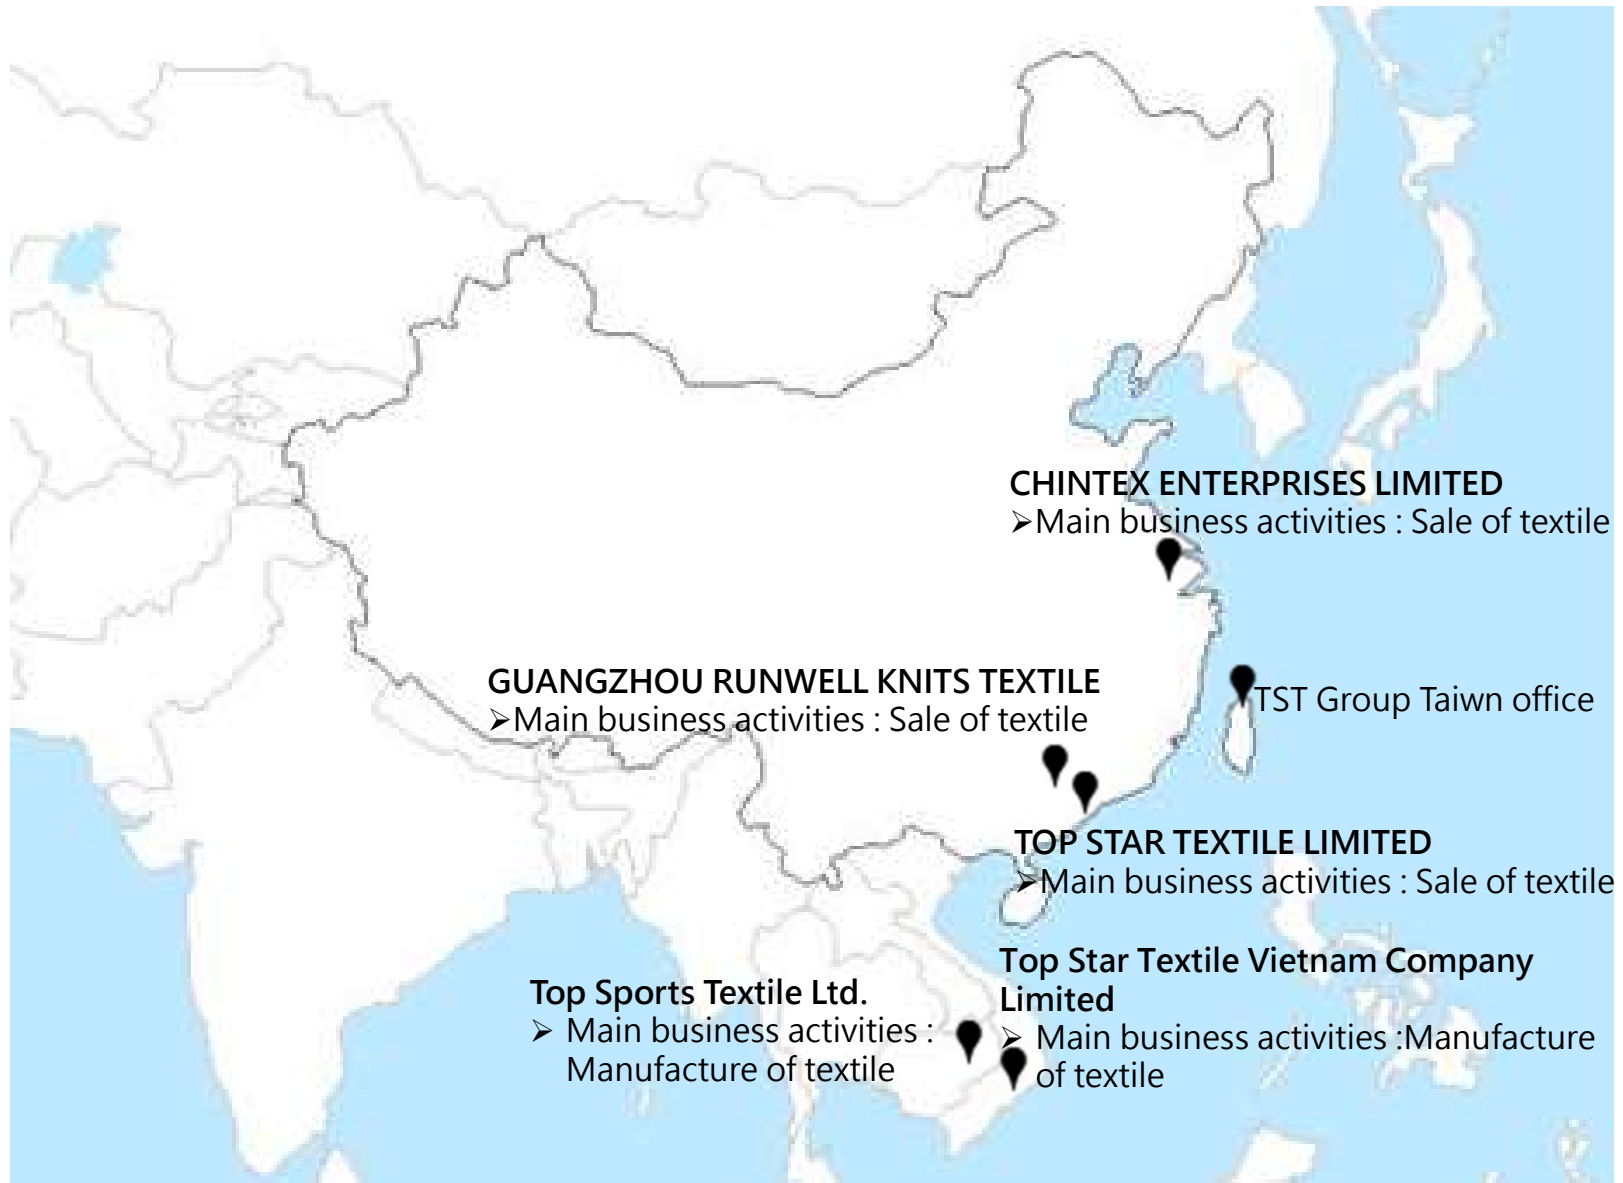 CHINTEX ENTERPRISES LIMITED
➢Main business activities : Sale of textile
GUANGZHOU RUNWELL KNITS TEXTILE
➢Main business activities : Sale of textile
TST Group Taiwn office
TOP STAR TEXTILE LIMITED
➢Main business activities : Sale of textile
Top Sports Textile Ltd.
➢ Main business activities :
Manufacture of textile
Top Star Textile Vietnam Company
Limited
➢ Main business activities :Manufacture
of textile